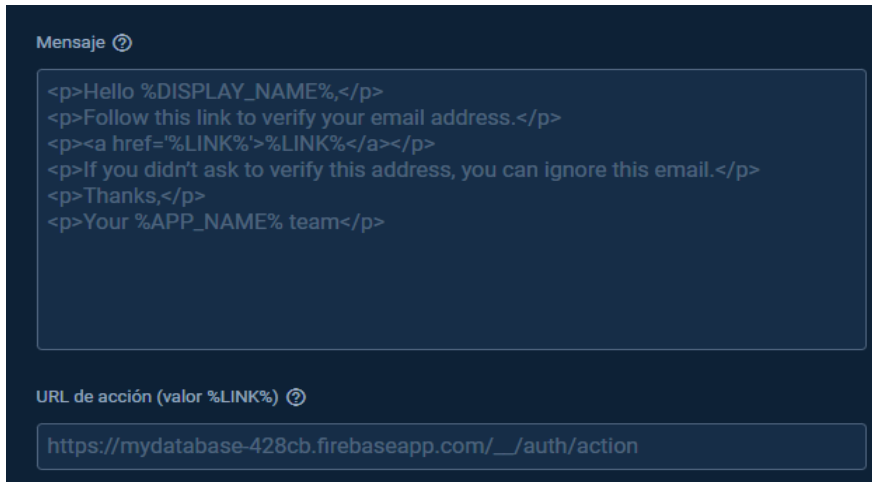 Mensaje
<p>Hello %DISPLAY_NAME%,</p>
<p>Follow this link to verify your email address.</p>
<p><a href='%LINK%'>%LINK%</a></p>
<p>If you didn't ask to verify this address, you can ignore this email.</p>
<p>Thanks,</p>
<p>Your %APP_NAME% team</p>
URL de acción (valor %LINK%)
https://mydatabase-428cb.firebaseapp.com/__/auth/action